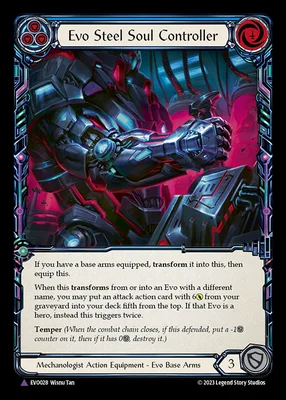 Evo Steel Soul Controller
If you have a base arms equipped, transform it into this, then
equip this.
When this transforms from or into an Evo with a different
name, you may put an attack action card with 6 from your
graveyard into your deck fifth from the top. If that Evo is a
hero, instead this triggers twice.
Temper (When the combat chain closes, if this defended, put a -1
counter on it, then if it has 0, destroy it.)
Mechanologist Action Equipment - Evo Base Arms
3
EVO028 Wisnu Tan
© 2023 Legend Story Studios